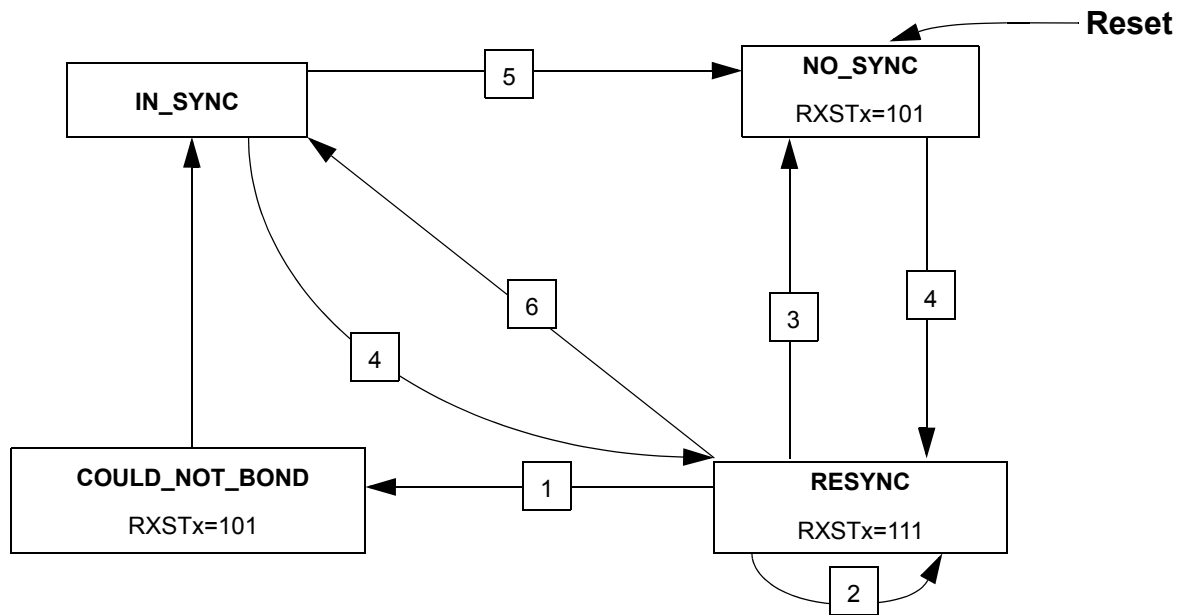 Reset
NO_SYNC
RXSTx=101
IN_SYNC
5
6
3
4
4
COULD_NOT_BOND
RXSTx=101
1
RESYNC
RXSTx=111
2